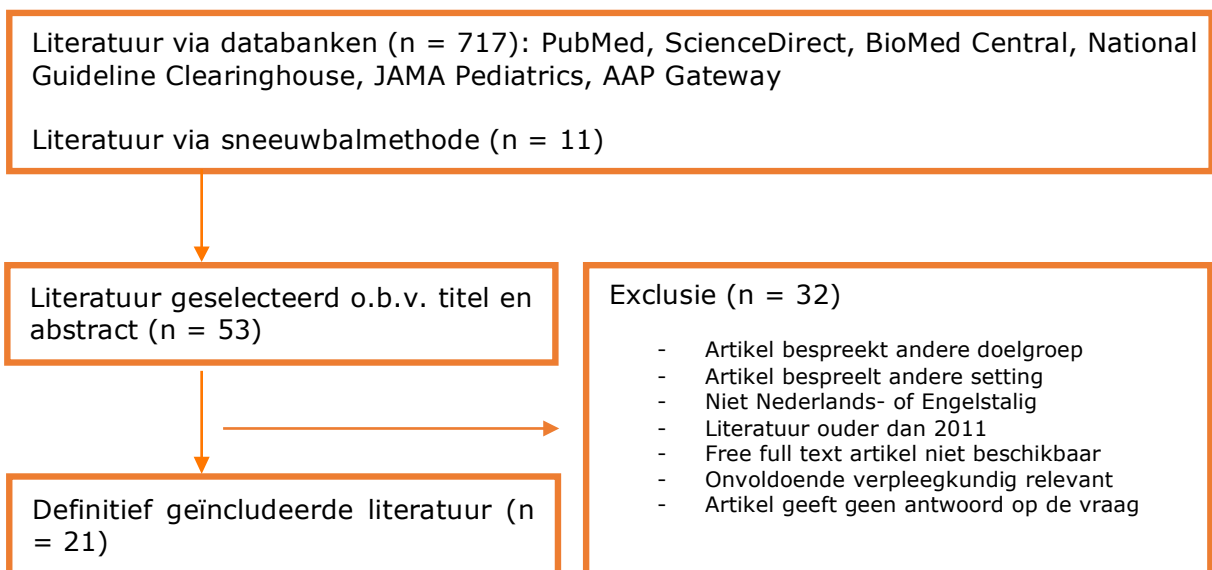 Literatuur via databanken (n = 717): PubMed, ScienceDirect, BioMed Central, National
Guideline Clearinghouse, JAMA Pediatrics, AAP Gateway
Literatuur via sneeuwbalmethode (n = 11)
Literatuur geselecteerd o.b.v. titel en
abstract (n = 53)
Exclusie (n = 32)
- Artikel bespreekt andere doelgroep
- Artikel bespreelt andere setting
- Niet Nederlands- of Engelstalig
- Literatuur ouder dan 2011
- Free full text artikel niet beschikbaar
- Onvoldoende verpleegkundig relevant
- Artikel geeft geen antwoord op de vraag
Definitief geïncludeerde literatuur (n
= 21)